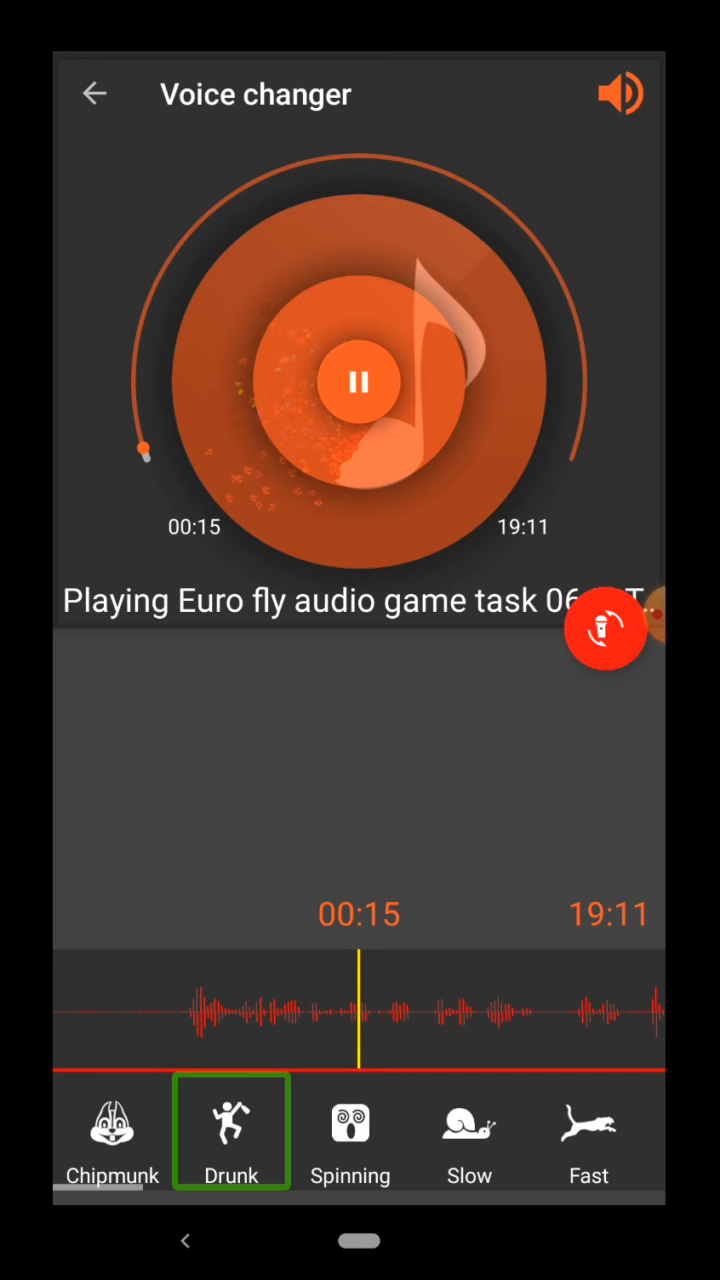 Voice changer
00:15
19:11
Playing Euro fly audio game task 06 T..
00:15 19:11
Chipmunk Drunk Spinning Slow Fast